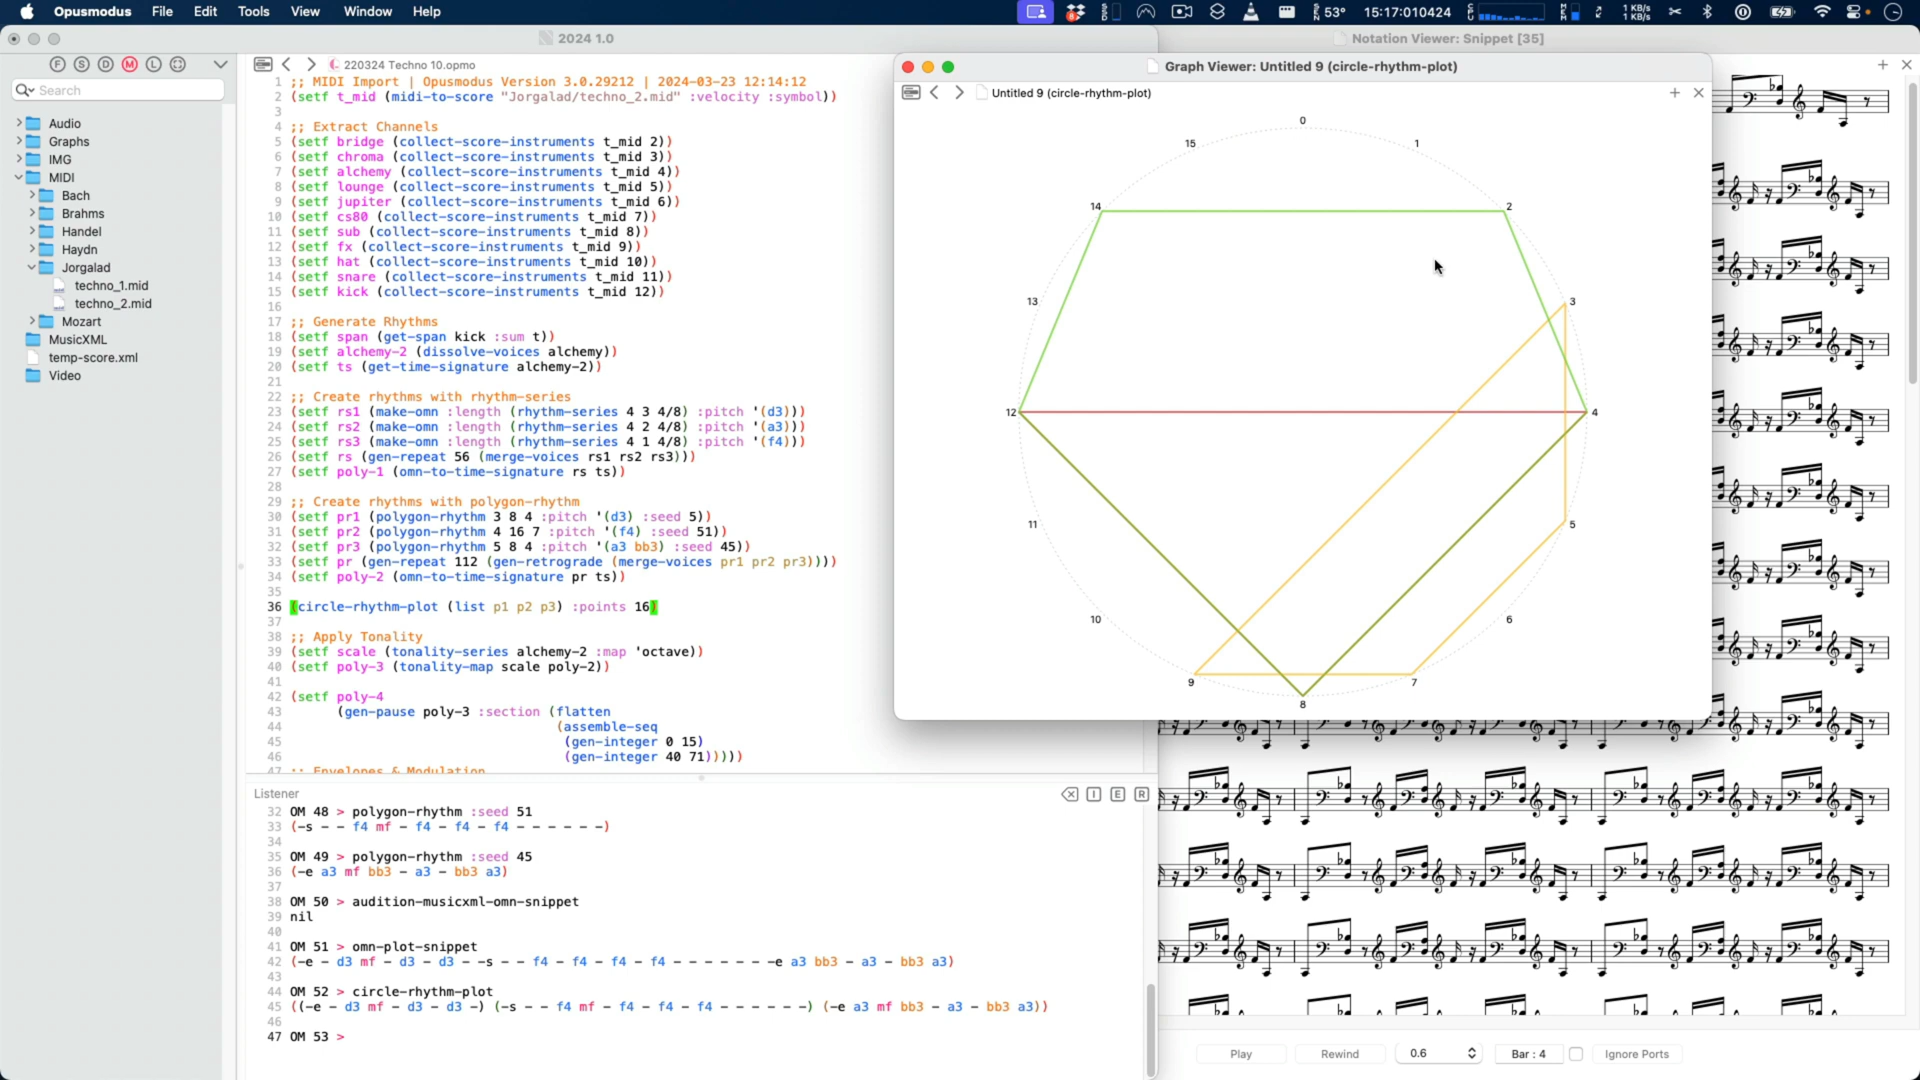 Opusmodus File Edit Tools View Window Help
53° 15:17:010424 1 KB/s 1 KB/s
2024 1.0
Notation Viewer: Snippet [35]
F S D M L
Search
Audio
Graphs
IMG
MIDI
Bach
Brahms
Handel
Haydn
Jorgalad
techno_1.mid
techno_2.mid
Mozart
MusicXML
temp-score.xml
Video
220324 Techno 10.opmo
1 ;; MIDI Import | Opusmodus Version 3.0.29212 | 2024-03-23 12:14:12
2 (setf t_mid (midi-to-score "Jorgalad/techno_2.mid" :velocity :symbol))
3
4 ;; Extract Channels
5 (setf bridge (collect-score-instruments t_mid 2))
6 (setf chroma (collect-score-instruments t_mid 3))
7 (setf alchemy (collect-score-instruments t_mid 4))
8 (setf lounge (collect-score-instruments t_mid 5))
9 (setf jupiter (collect-score-instruments t_mid 6))
10 (setf cs80 (collect-score-instruments t_mid 7))
11 (setf sub (collect-score-instruments t_mid 8))
12 (setf fx (collect-score-instruments t_mid 9))
13 (setf hat (collect-score-instruments t_mid 10))
14 (setf snare (collect-score-instruments t_mid 11))
15 (setf kick (collect-score-instruments t_mid 12))
16
17 ;; Generate Rhythms
18 (setf span (get-span kick :sum t))
19 (setf alchemy-2 (dissolve-voices alchemy))
20 (setf ts (get-time-signature alchemy-2))
21
22 ;; Create rhythms with rhythm-series
23 (setf rs1 (make-omn :length (rhythm-series 4 3 4/8) :pitch '(d3)))
24 (setf rs2 (make-omn :length (rhythm-series 4 2 4/8) :pitch '(a3)))
25 (setf rs3 (make-omn :length (rhythm-series 4 1 4/8) :pitch '(f4)))
26 (setf rs (gen-repeat 56 (merge-voices rs1 rs2 rs3)))
27 (setf poly-1 (omn-to-time-signature rs ts))
28
29 ;; Create rhythms with polygon-rhythm
30 (setf pr1 (polygon-rhythm 3 8 4 :pitch '(d3) :seed 5))
31 (setf pr2 (polygon-rhythm 4 16 7 :pitch '(f4) :seed 51))
32 (setf pr3 (polygon-rhythm 5 8 4 :pitch '(a3 bb3) :seed 45))
33 (setf pr (gen-repeat 112 (gen-retrograde (merge-voices pr1 pr2 pr3))))
34 (setf poly-2 (omn-to-time-signature pr ts))
35
36 (circle-rhythm-plot (list p1 p2 p3) :points 16)
37
38 ;; Apply Tonality
39 (setf scale (tonality-series alchemy-2 :map 'octave))
40 (setf poly-3 (tonality-map scale poly-2))
41
42 (setf poly-4
43 (gen-pause poly-3 :section (flatten
44 (assemble-seq
45 (gen-integer 0 15)
46 (gen-integer 40 71)))))
47 ;; Envelopes & Modulation
Listener
I E R
32 OM 48 > polygon-rhythm :seed 51
33 (-s - - f4 mf - f4 - f4 - f4 - - - - - -)
34
35 OM 49 > polygon-rhythm :seed 45
36 (-e a3 mf bb3 - a3 - bb3 a3)
37
38 OM 50 > audition-musicxml-omn-snippet
39 nil
40
41 OM 51 > omn-plot-snippet
42 (-e - d3 mf - d3 - d3 - -s - - f4 - f4 - f4 - f4 - - - - - - -e a3 bb3 - a3 - bb3 a3)
43
44 OM 52 > circle-rhythm-plot
45 ((-e - d3 mf - d3 - d3 -) (-s - - f4 mf - f4 - f4 - f4 - - - - - -) (-e a3 mf bb3 - a3 - bb3 a3))
46
47 OM 53 >
Graph Viewer: Untitled 9 (circle-rhythm-plot)
Untitled 9 (circle-rhythm-plot)
0
1
2
3
4
5
6
7
8
9
10
11
12
13
14
15
Play Rewind 0.6 Bar : 4 Ignore Ports